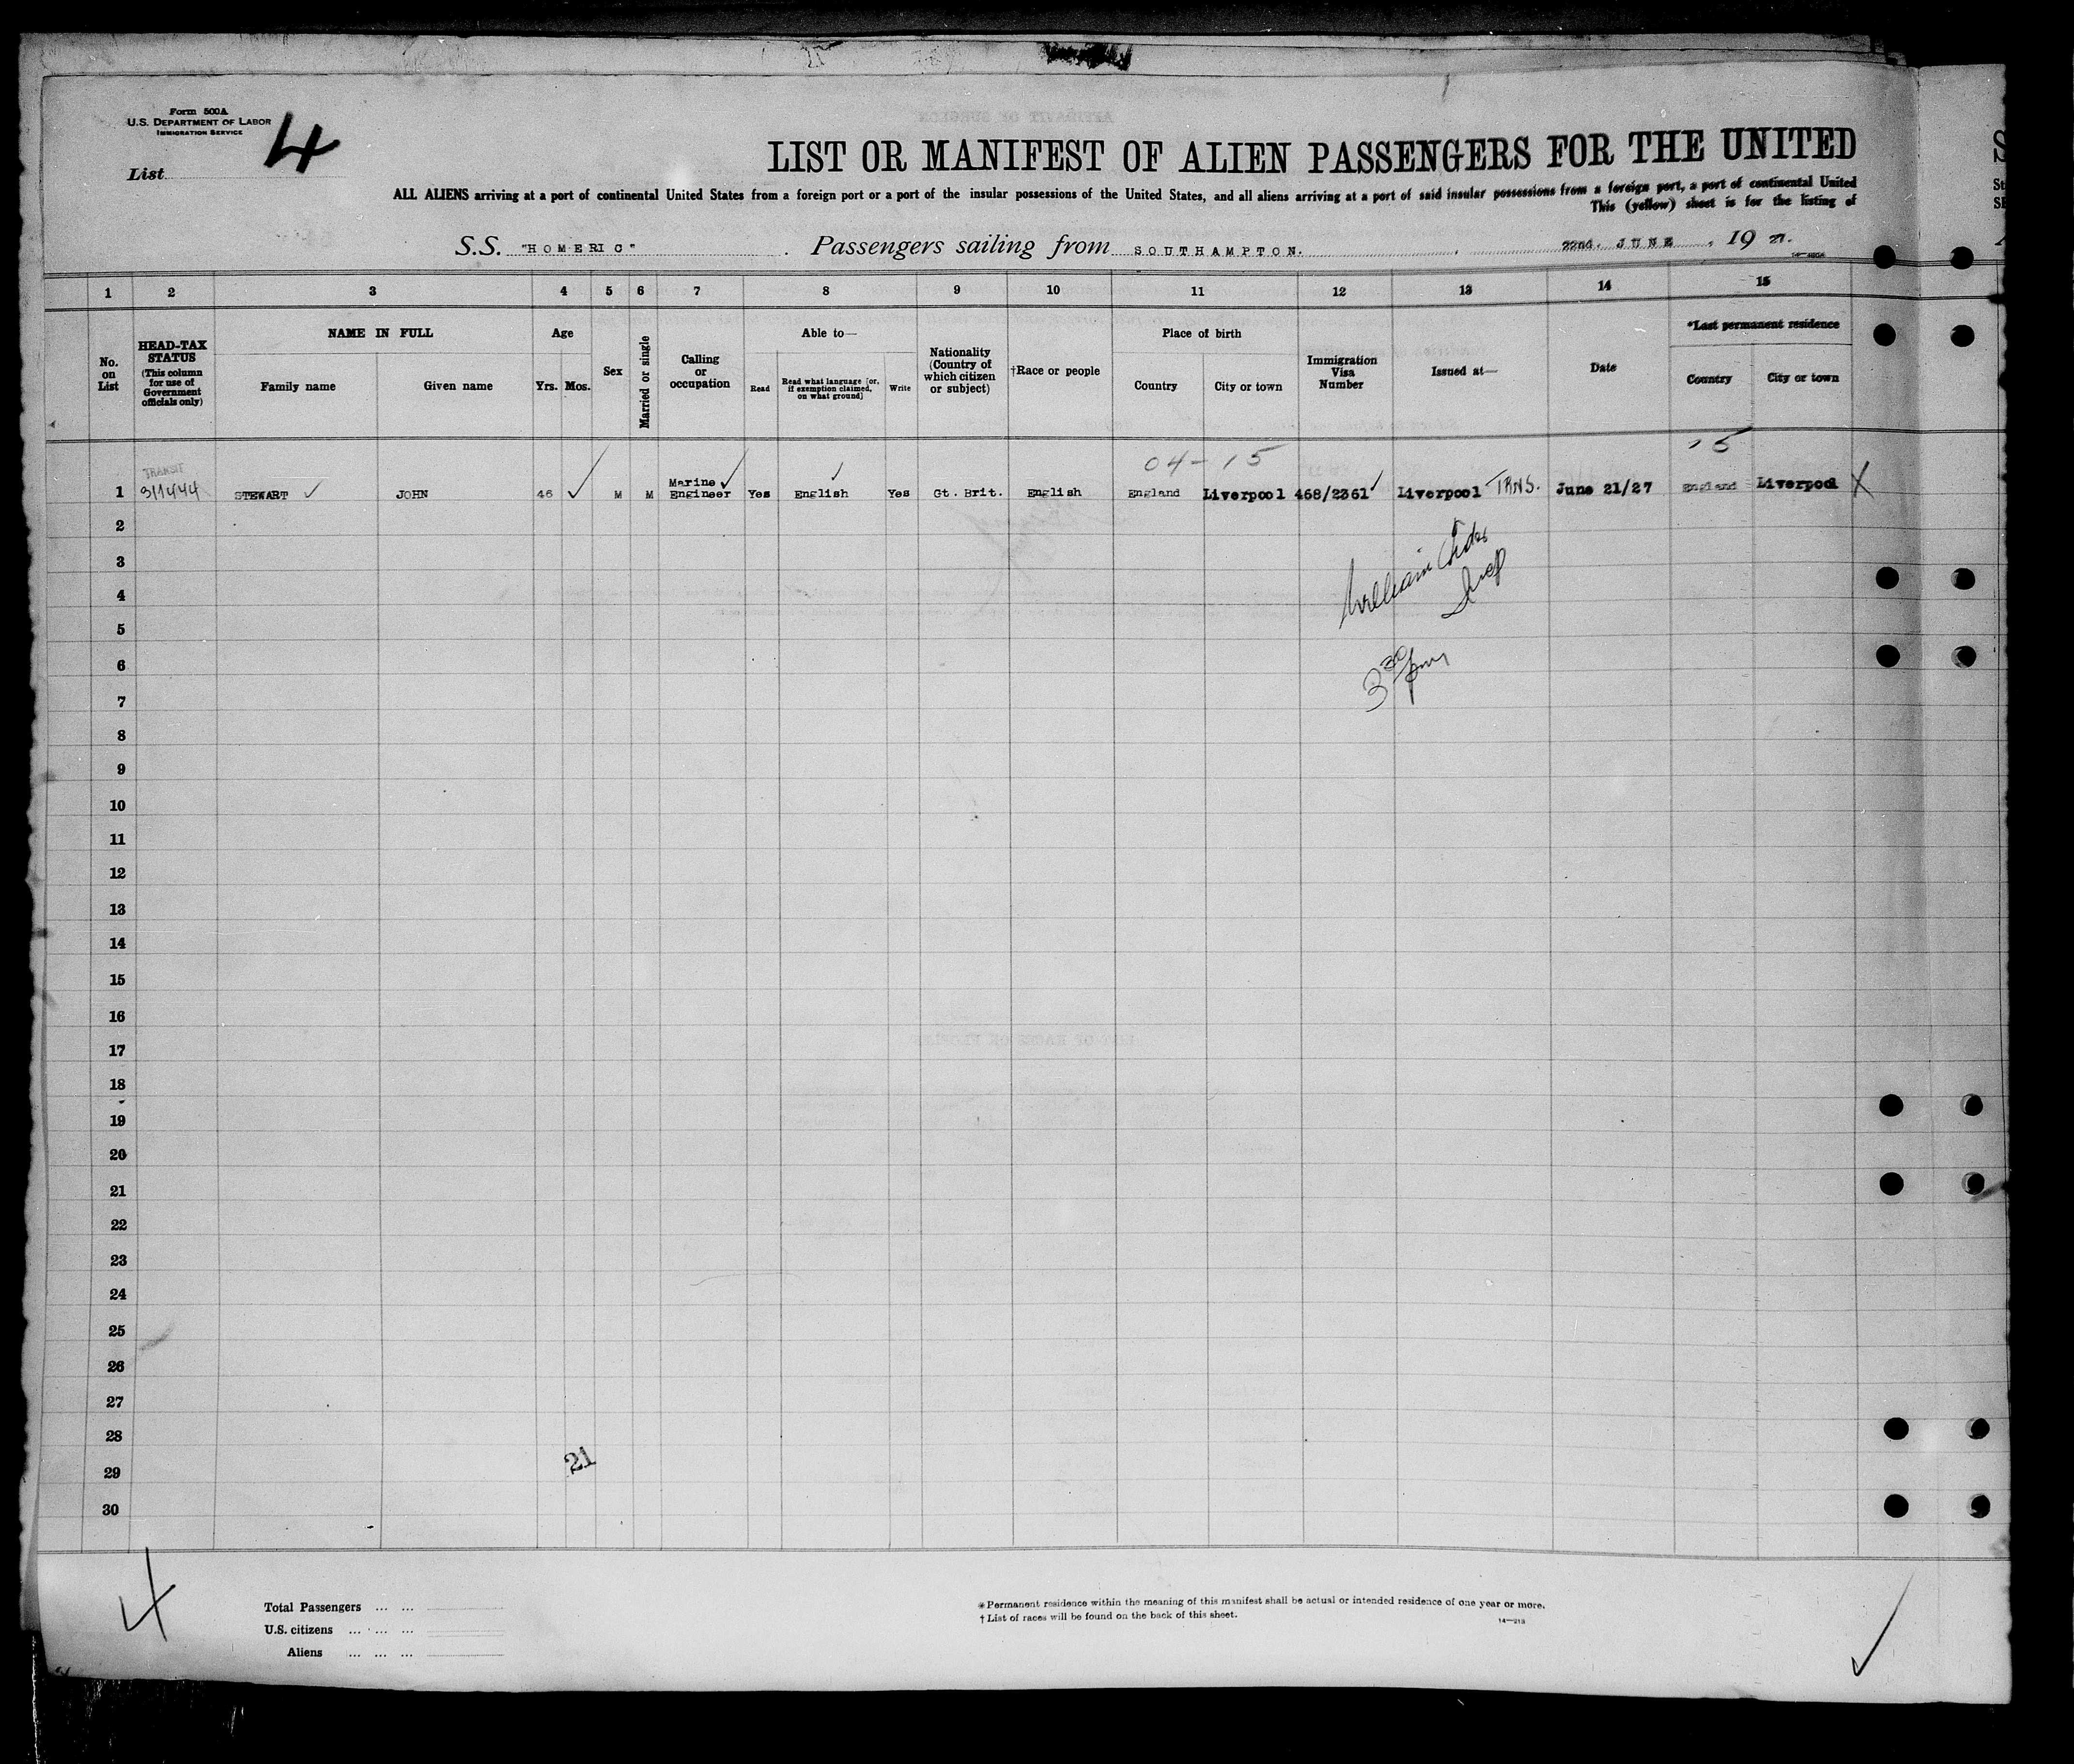 Form 500A
U.S. DEPARTMENT OF LABOR
IMMIGRATION SERVICE
List 4
LIST OR MANIFEST OF ALIEN PASSENGERS FOR THE UNITED
ALL ALIENS arriving at a port of continental United States from a foreign port or a port of the insular possessions of the United States, and all aliens arriving at a port of said insular possessions from a foreign port, a port of continental United
This (yellow) sheet is for the listing of
S.S. "HOMERIC" . Passengers sailing from SOUTHAMPTON. , 22nd. JUNE , 19 27.
1 2 3 4 5 6 7 8 9 10 11 12 13 14 15
No. on List
HEAD-TAX STATUS (This column for use of Government officials only)
NAME IN FULL
Family name Given name
Age
Yrs. Mos.
Sex
Married or single
Calling or occupation
Able to—
Read Read what language [or, if exemption claimed, on what ground] Write
Nationality (Country of which citizen or subject)
†Race or people
Place of birth
Country City or town
Immigration Visa Number
Issued at—
Date
*Last permanent residence
Country City or town
04-15 15
TRANSIT
1 311444 STEWART ✓ JOHN 46 ✓ M M Marine Engineer ✓ Yes English ✓ Yes Gt. Brit. English England Liverpool 468/2361 ✓ Liverpool TRNS. June 21/27 England Liverpool X
2
3
4
5
6
7
8
9
10
11
12
13
14
15
16
17
18
19
20
21
22
23
24
25
26
27
28
29
30
William
Insp
3 30 pm
21
4
Total Passengers ... ...
U.S. citizens ... ... ...
Aliens ... ... ...
*Permanent residence within the meaning of this manifest shall be actual or intended residence of one year or more.
†List of races will be found on the back of this sheet.
14—213
✓